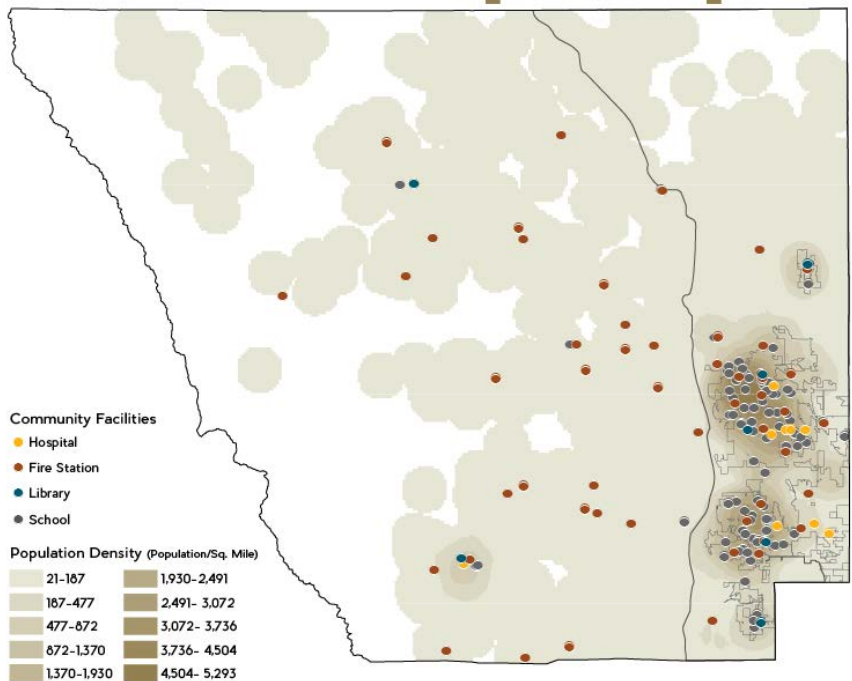 Community Facilities
Hospital
Fire Station
Library
School
Population Density (Population/Sq. Mile)
21-187
187-477
477-672
872-1,370
1,370-1,930
1,930-2,491
2,491- 3,072
3,072- 3,736
3,736- 4,504
4,504- 5,293